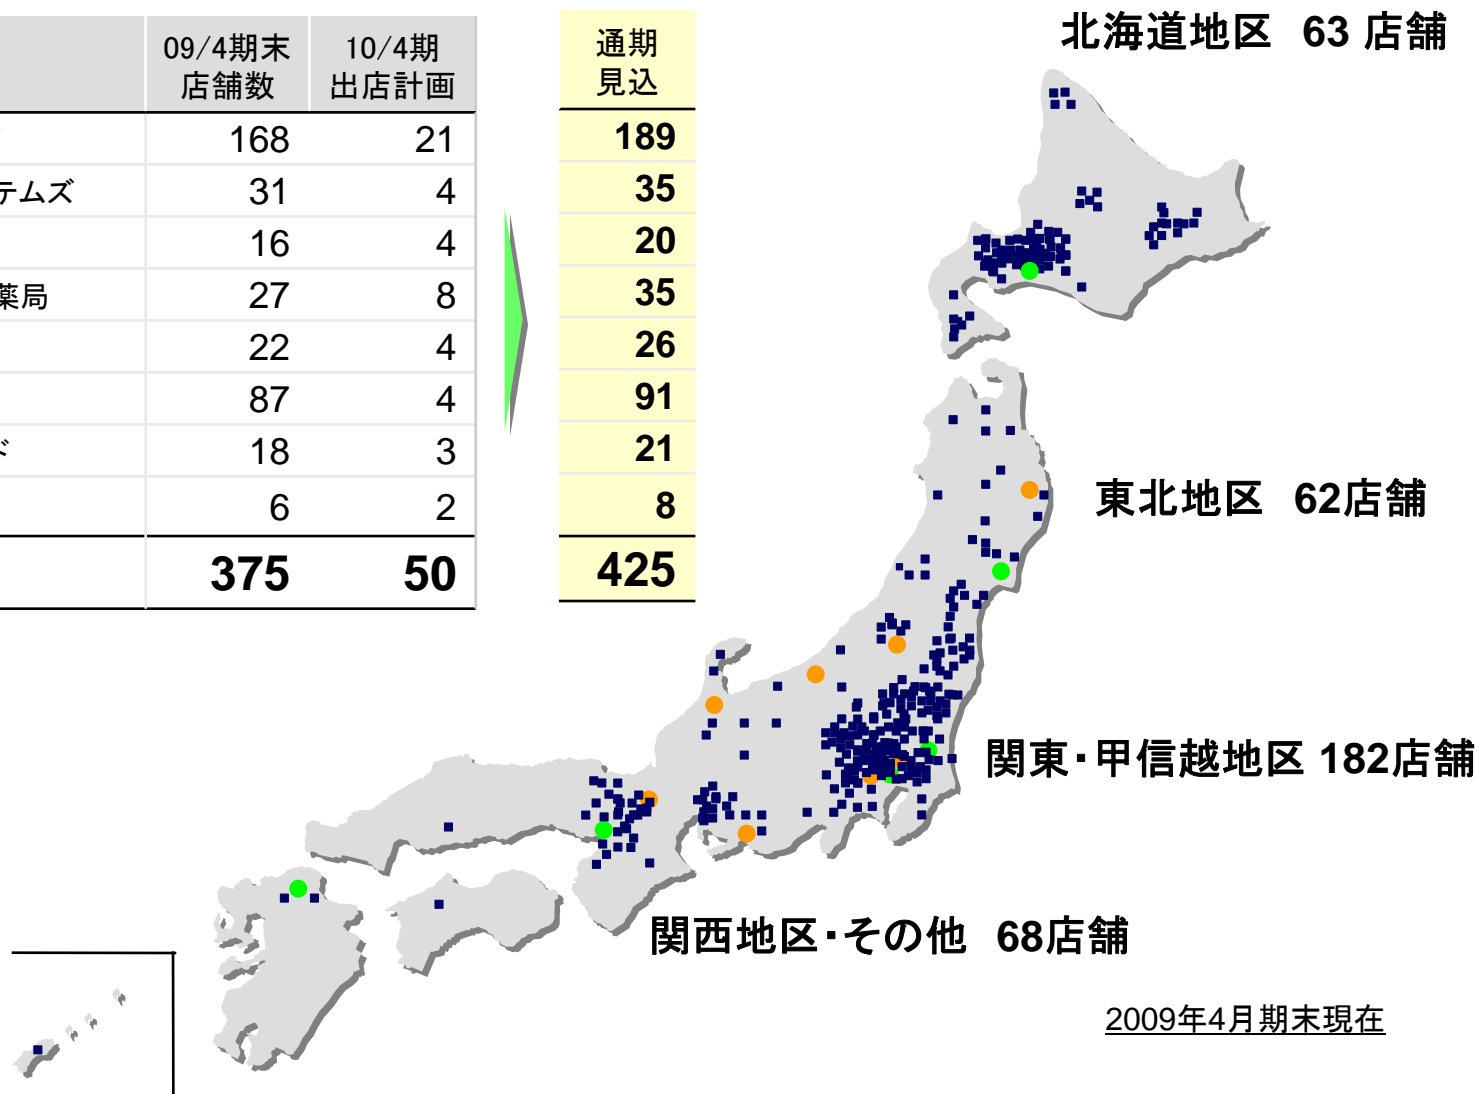 北海道地区 63 店舗
09/4期末 10/4期 通期
店舗数 出店計画 見込
168 21 189
テムズ 31 4 35
16 4 20
薬局 27 8 35
22 4 26
87 4 91
ド 18 3 21
6 2 8
375 50 425
東北地区 62店舗
関東・甲信越地区 182店舗
関西地区・その他 68店舗
2009年4月期末現在